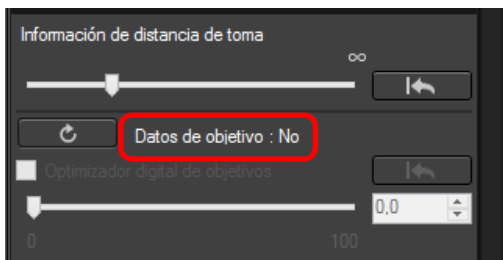 Información de distancia de toma
∞
Datos de objetivo : No
Optimizador digital de objetivos
0,0
0 100